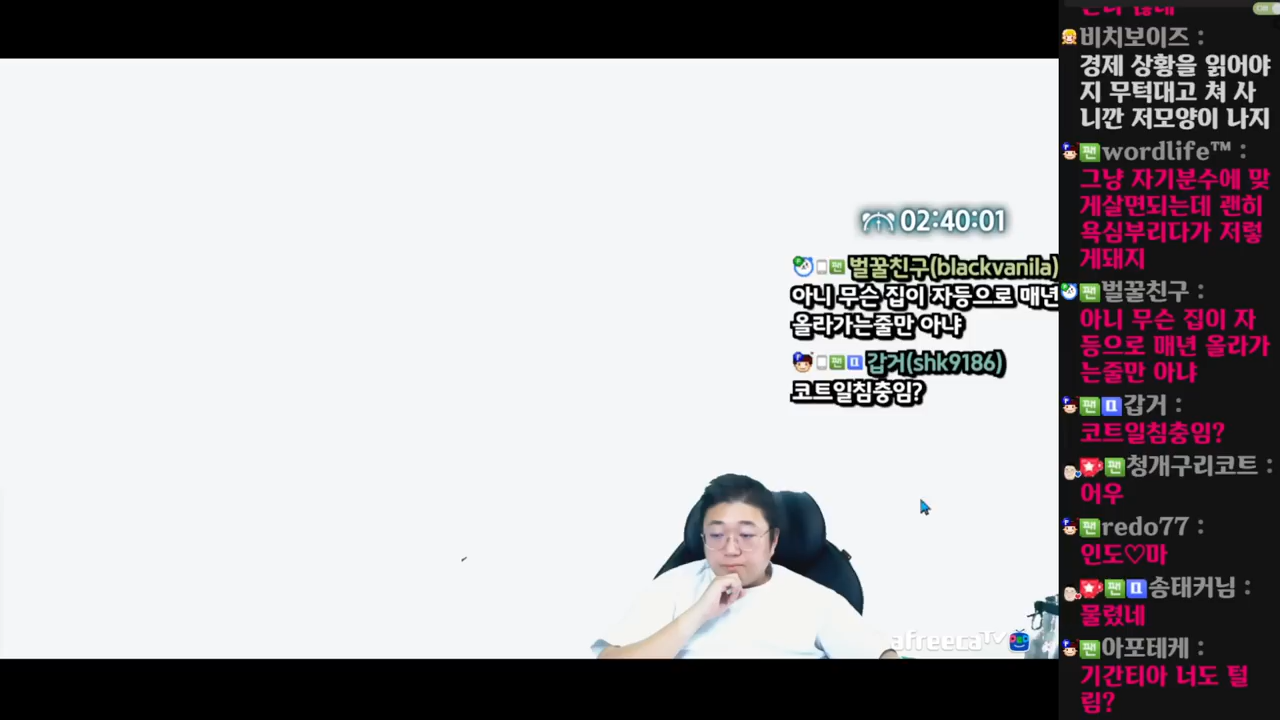 02:40:01
벌꿀친구(blackvanila)
아니 무슨 집이 자등으로 매년
올라가는줄만 아냐
갑거(shk9186)
코트일침충임?
afreecaTV
비치보이즈 :
경제 상황을 읽어야
지 무턱대고 쳐 사
니깐 저모양이 나지
wordlife™ :
그냥 자기분수에 맞
게살면되는데 괜히
욕심부리다가 저렇
게돼지
벌꿀친구 :
아니 무슨 집이 자
등으로 매년 올라가
는줄만 아냐
갑거 :
코트일침충임?
청개구리코트 :
어우
redo77 :
인도♡마
송태커님 :
물렸네
아포테케 :
기간티아 너도 털
림?